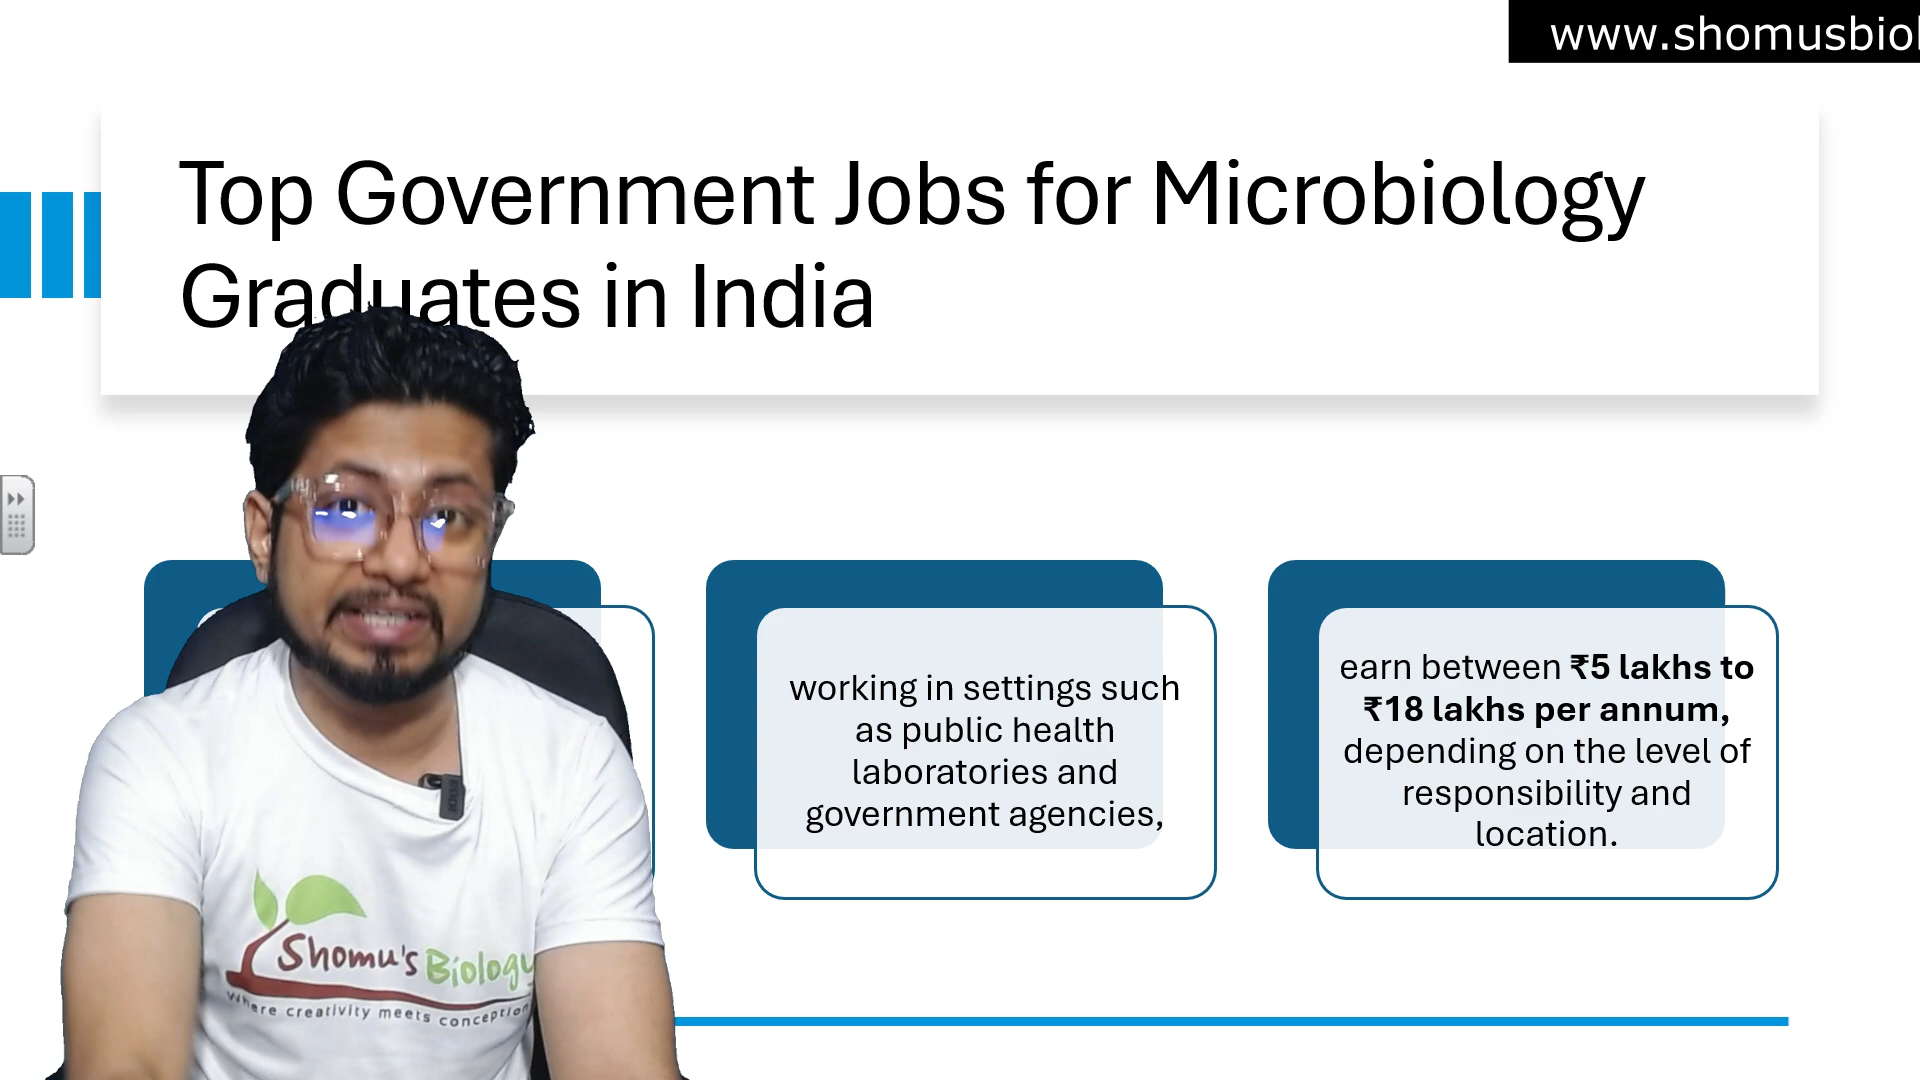 www.shomusbiol
Top Government Jobs for Microbiology
Graduates in India
working in settings such
as public health
laboratories and
government agencies,
earn between ₹5 lakhs to
₹18 lakhs per annum,
depending on the level of
responsibility and
location.
Shomu's Biology
Where creativity meets conception